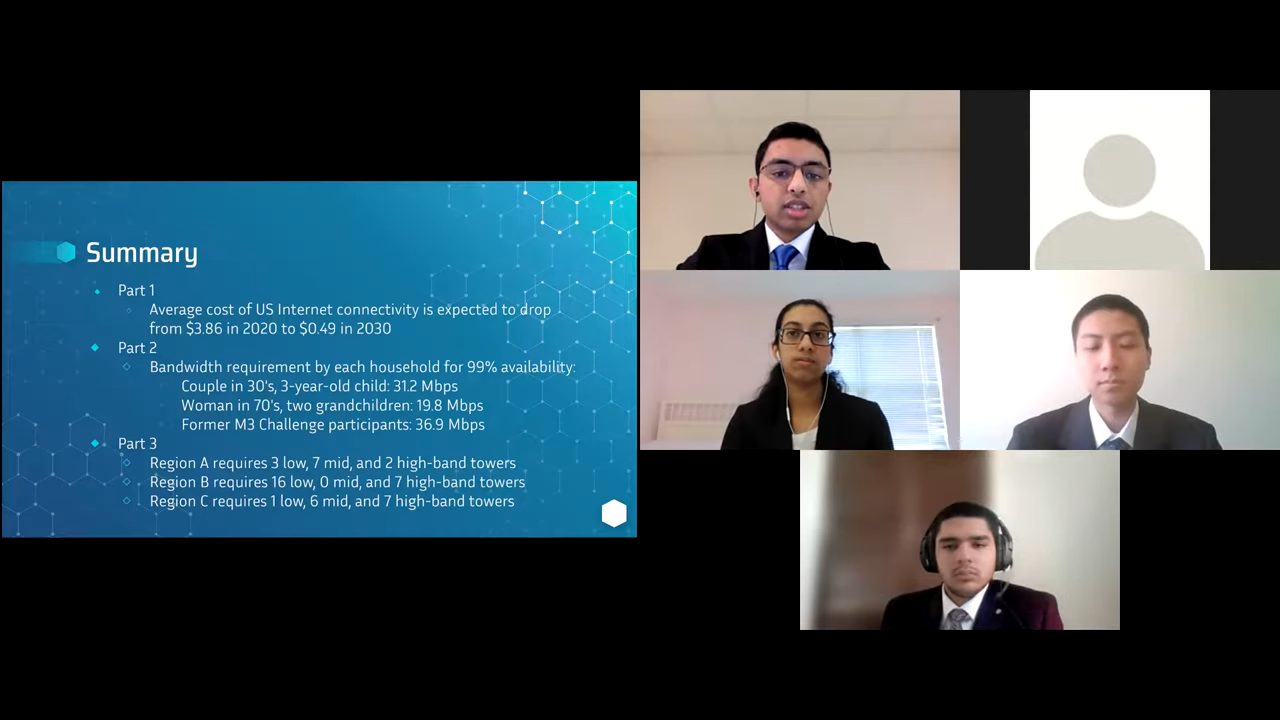 Summary
Part 1
Average cost of US Internet connectivity is expected to drop
from $3.86 in 2020 to $0.49 in 2030
Part 2
Bandwidth requirement by each household for 99% availability:
Couple in 30's, 3-year-old child: 31.2 Mbps
Woman in 70's, two grandchildren: 19.8 Mbps
Former M3 Challenge participants: 36.9 Mbps
Part 3
Region A requires 3 low, 7 mid, and 2 high-band towers
Region B requires 16 low, 0 mid, and 7 high-band towers
Region C requires 1 low, 6 mid, and 7 high-band towers